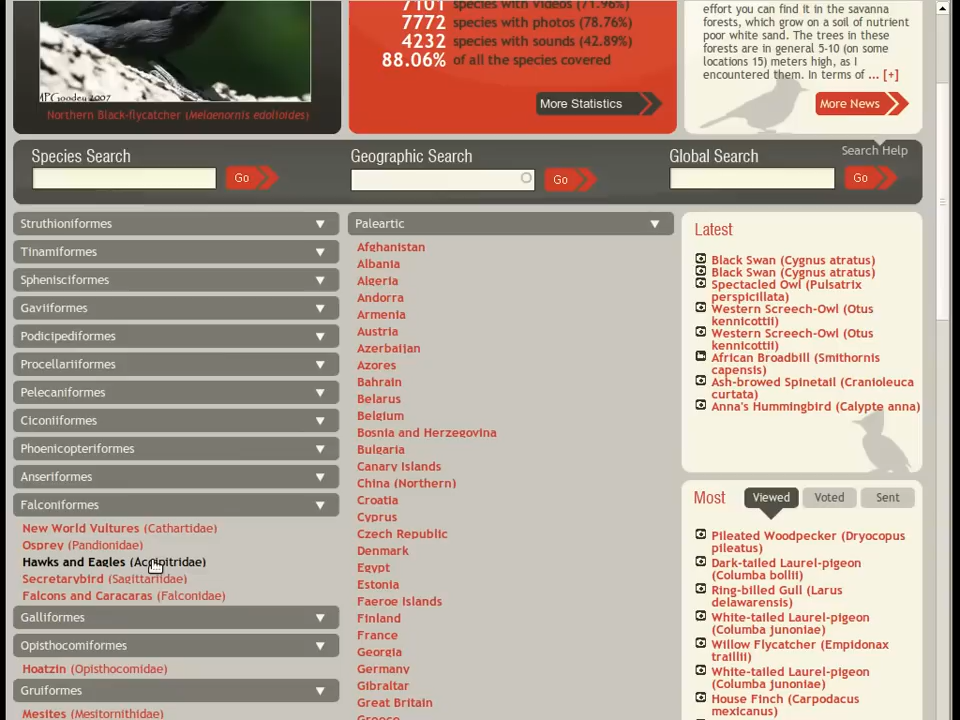 7101 species with videos (71.96%)
7772 species with photos (78.76%)
4232 species with sounds (42.89%)
88.06% of all the species covered
More Statistics
effort you can find it in the savanna
forests, which grow on a soil of nutrient
poor white sand. The trees in these
forests are in general 5-10 (on some
locations 15) meters high, as I
encountered them. In terms of ... [+]
More News
MPGoodey 2007
Northern Black-flycatcher (Melaenornis edolioides)
Species Search
Go
Geographic Search
Go
Global Search
Search Help
Go
Struthioniformes
Tinamiformes
Sphenisciformes
Gaviiformes
Podicipediformes
Procellariiformes
Pelecaniformes
Ciconiiformes
Phoenicopteriformes
Anseriformes
Falconiformes
New World Vultures (Cathartidae)
Osprey (Pandionidae)
Hawks and Eagles (Accipitridae)
Secretarybird (Sagittariidae)
Falcons and Caracaras (Falconidae)
Galliformes
Opisthocomiformes
Hoatzin (Opisthocomidae)
Gruiformes
Mesites (Mesitornithidae)
Paleartic
Afghanistan
Albania
Algeria
Andorra
Armenia
Austria
Azerbaijan
Azores
Bahrain
Belarus
Belgium
Bosnia and Herzegovina
Bulgaria
Canary Islands
China (Northern)
Croatia
Cyprus
Czech Republic
Denmark
Egypt
Estonia
Faeroe Islands
Finland
France
Georgia
Germany
Gibraltar
Great Britain
Greece
Latest
Black Swan (Cygnus atratus)
Black Swan (Cygnus atratus)
Spectacled Owl (Pulsatrix
perspicillata)
Western Screech-Owl (Otus
kennicottii)
Western Screech-Owl (Otus
kennicottii)
African Broadbill (Smithornis
capensis)
Ash-browed Spinetail (Cranioleuca
curtata)
Anna's Hummingbird (Calypte anna)
Most
Viewed
Voted
Sent
Pileated Woodpecker (Dryocopus
pileatus)
Dark-tailed Laurel-pigeon
(Columba bollii)
Ring-billed Gull (Larus
delawarensis)
White-tailed Laurel-pigeon
(Columba junoniae)
Willow Flycatcher (Empidonax
traillii)
White-tailed Laurel-pigeon
(Columba junoniae)
House Finch (Carpodacus
mexicanus)